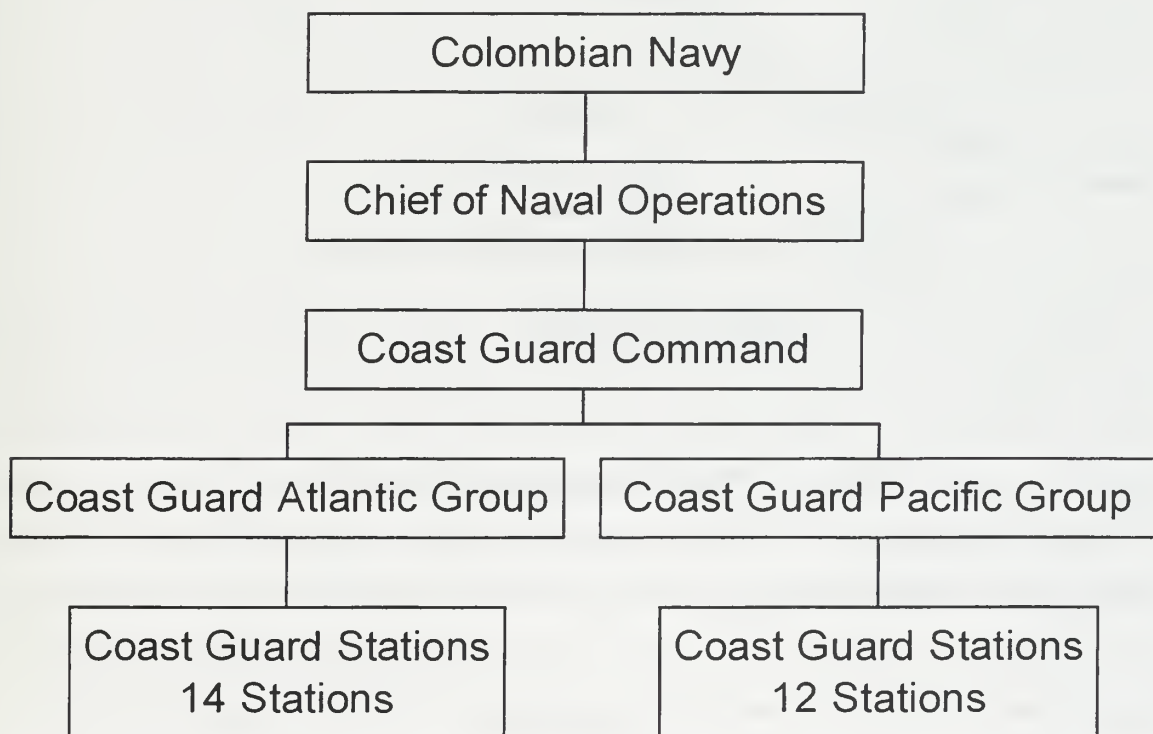 Colombian Navy
Chief of Naval Operations
Coast Guard Command
Coast Guard Atlantic Group
Coast Guard Pacific Group
Coast Guard Stations
14 Stations
Coast Guard Stations
12 Stations